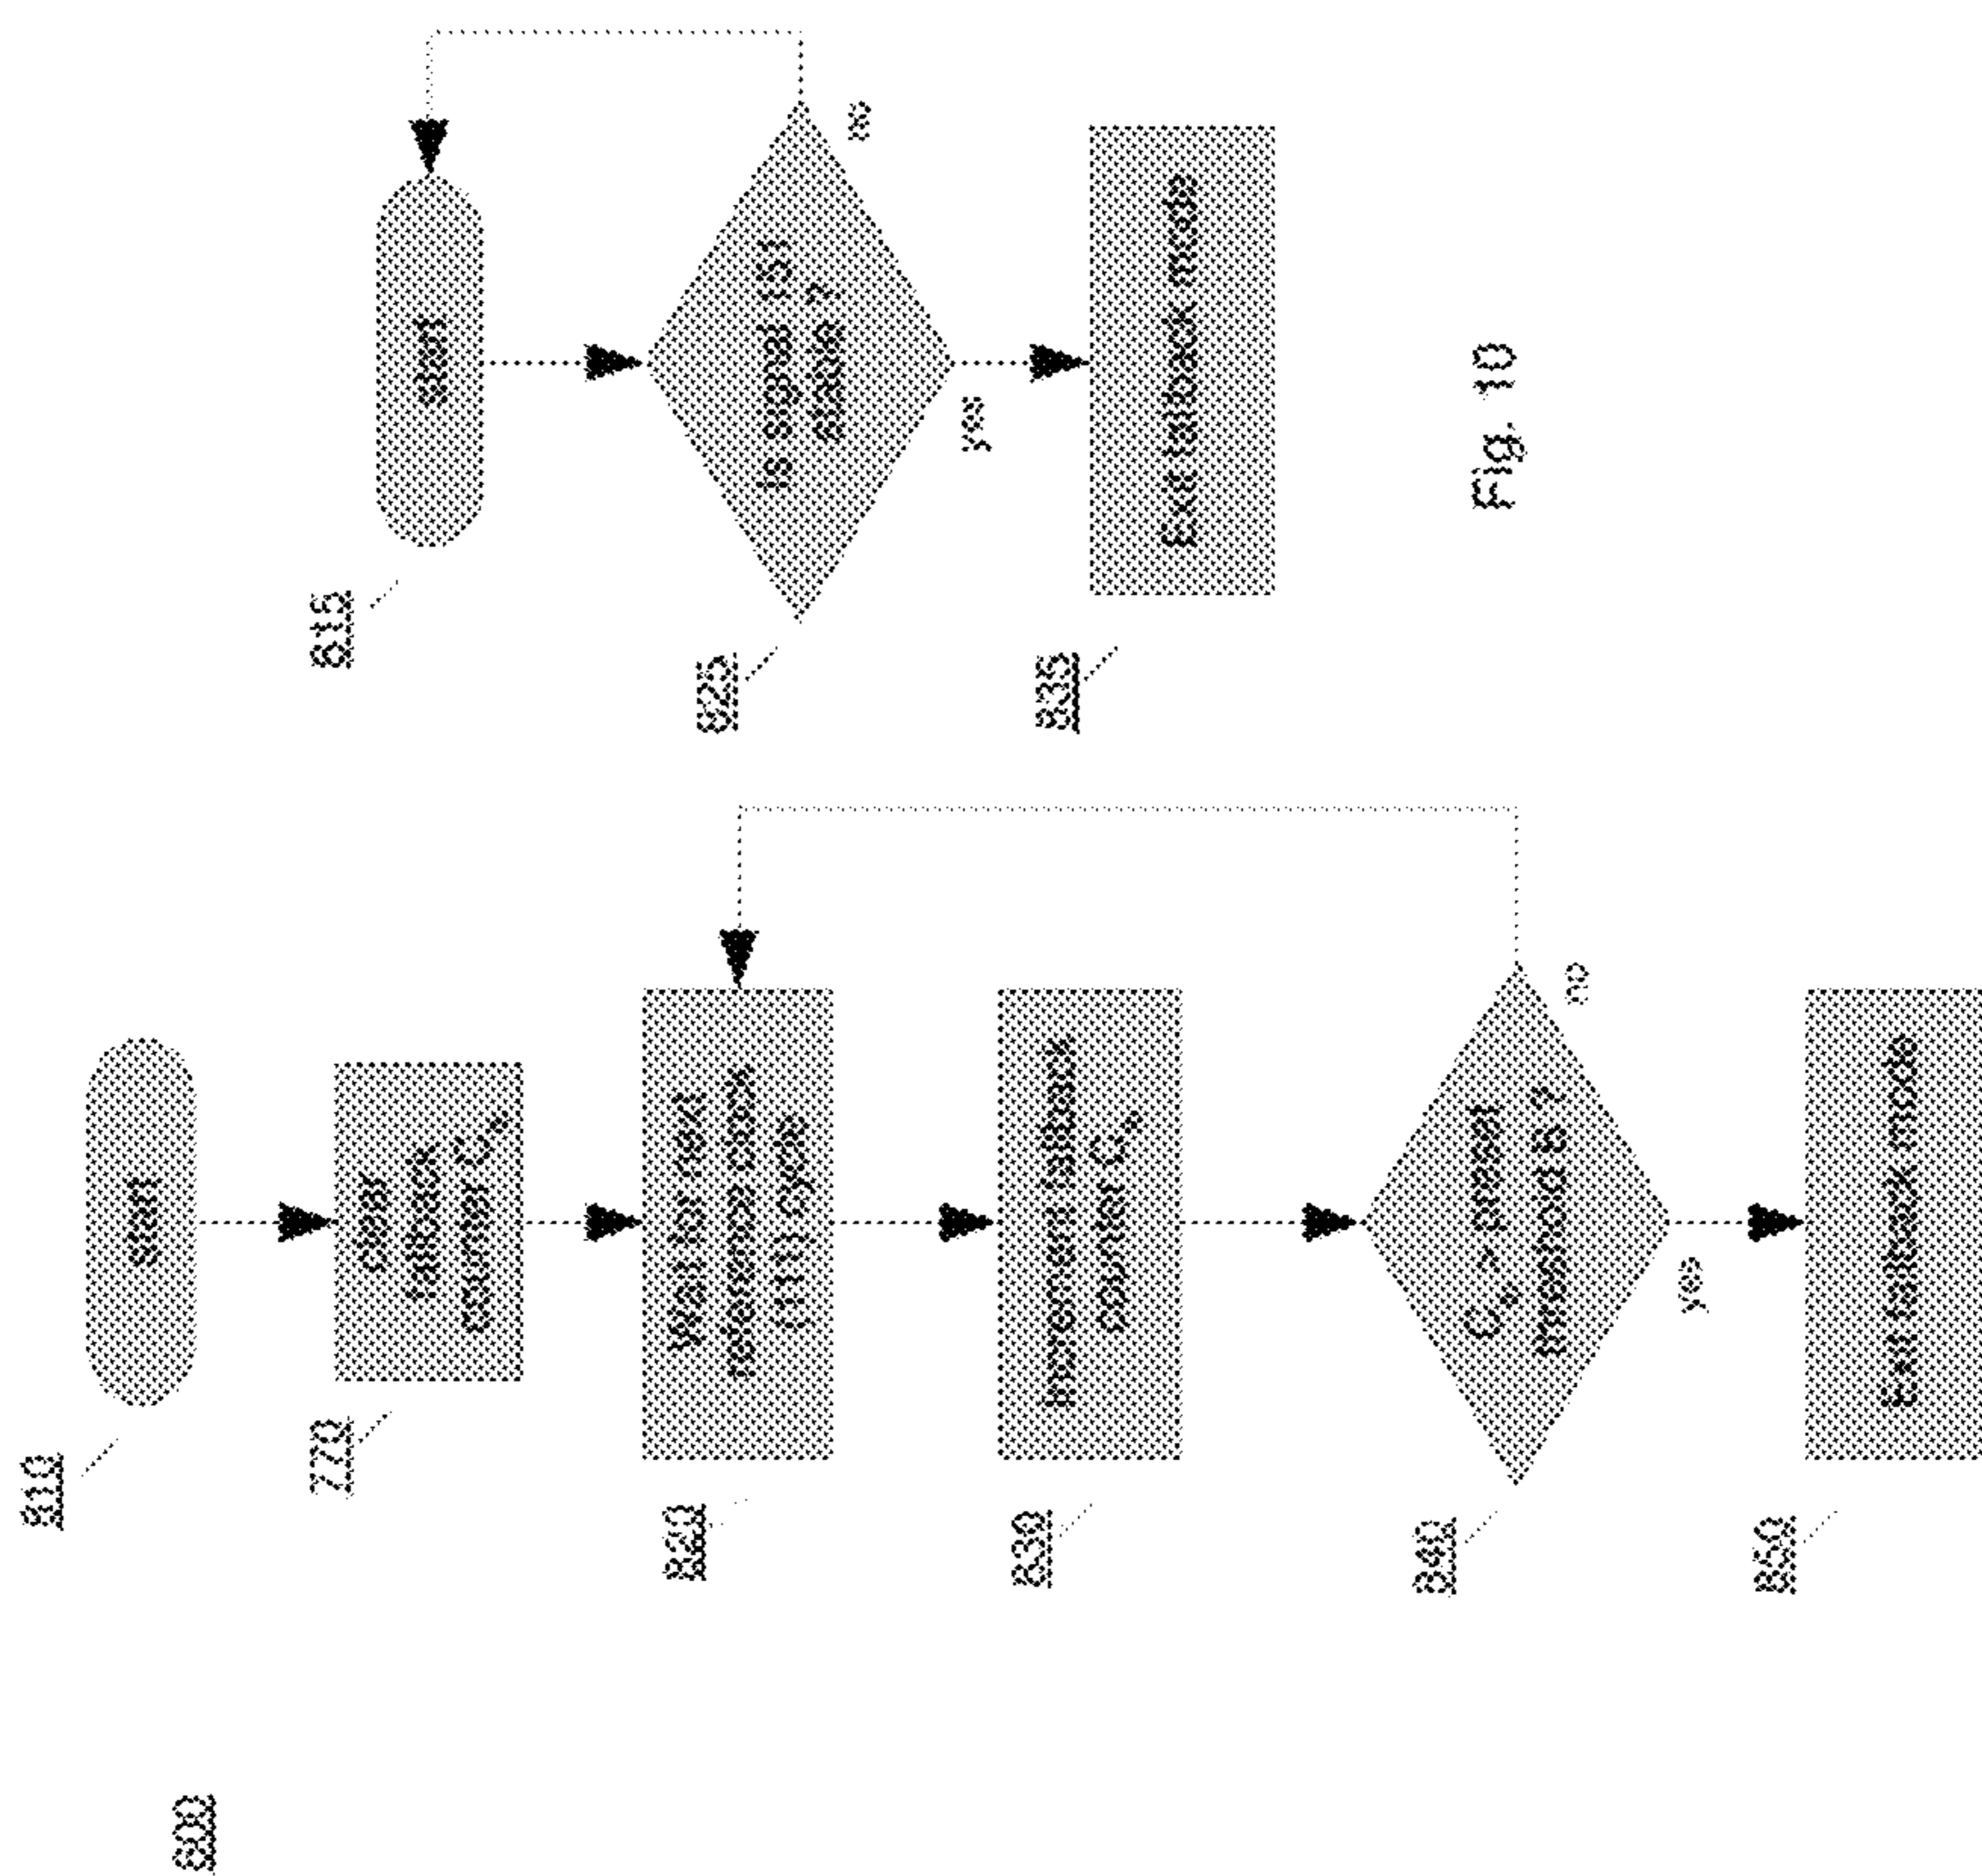 800
810
start
770
clear
fallback
counter C
820
Wait for next
reference clock
(111) cycle
830
Increment fallback
counter C
840
preset
threshold B ?
no
yes
850
Exit fallback mode
815
start
825
Is signal (S)
stable ?
no
yes
835
Exit fallback mode
Fig. 10